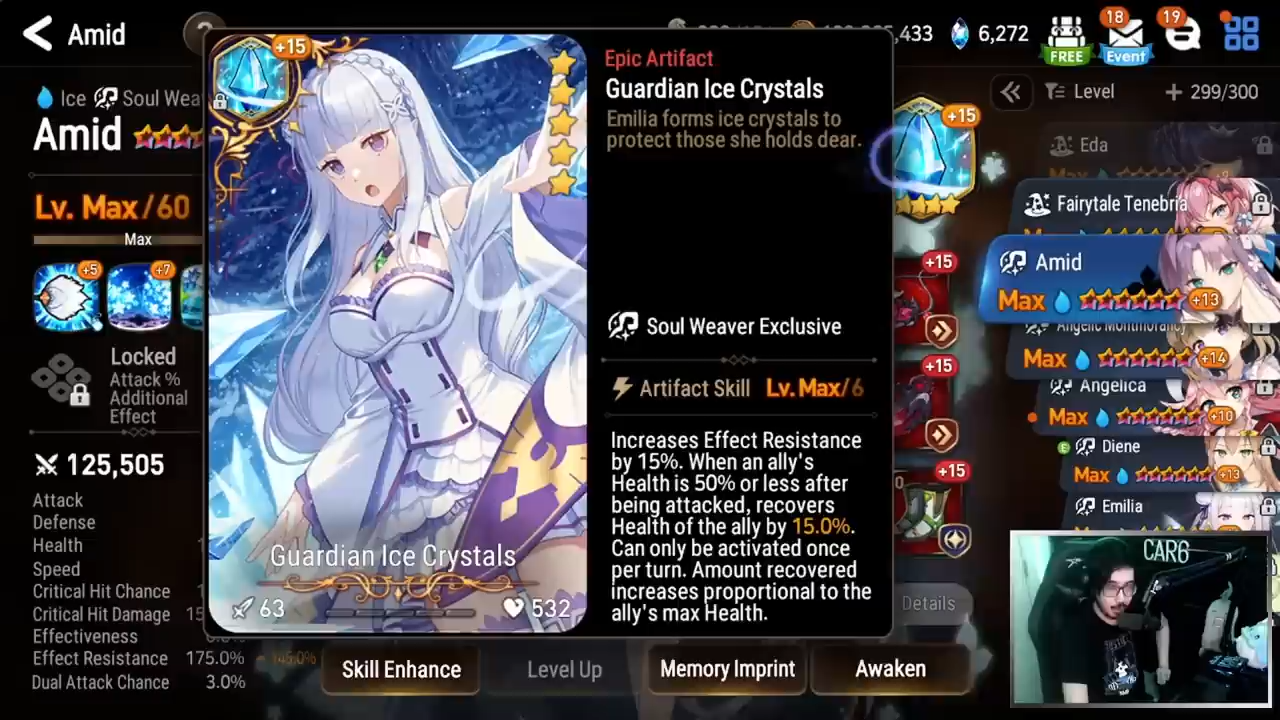 Amid
?
433
6,272
18
19
FREE
Event
Ice Soul Wea
Amid
Lv. Max/60
Max
+5
+7
Locked
Attack %
Additional
Effect
125,505
Attack
Defense
Health
Speed
Critical Hit Chance
Critical Hit Damage 15
Effectiveness
Effect Resistance 175.0% 145.0%
Dual Attack Chance 3.0%
+15
Guardian Ice Crystals
63
532
Epic Artifact
Guardian Ice Crystals
Emilia forms ice crystals to
protect those she holds dear.
Soul Weaver Exclusive
Artifact Skill Lv.Max/6
Increases Effect Resistance
by 15%. When an ally's
Health is 50% or less after
being attacked, recovers
Health of the ally by 15.0%.
Can only be activated once
per turn. Amount recovered
increases proportional to the
ally's max Health.
+15
+15
+15
+15
Details
Skill Enhance
Level Up
Memory Imprint
Awaken
Level
+ 299/300
Eda
Fairytale Tenebria
Amid
Max +13
Angelic Montmorancy
Max +14
Angelica
Max +10
E Diene
Max +13
Emilia
CAR6